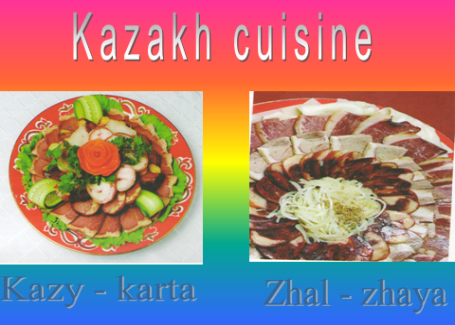 Kazakh cuisine
Kazy - karta
Zhal - zhaya